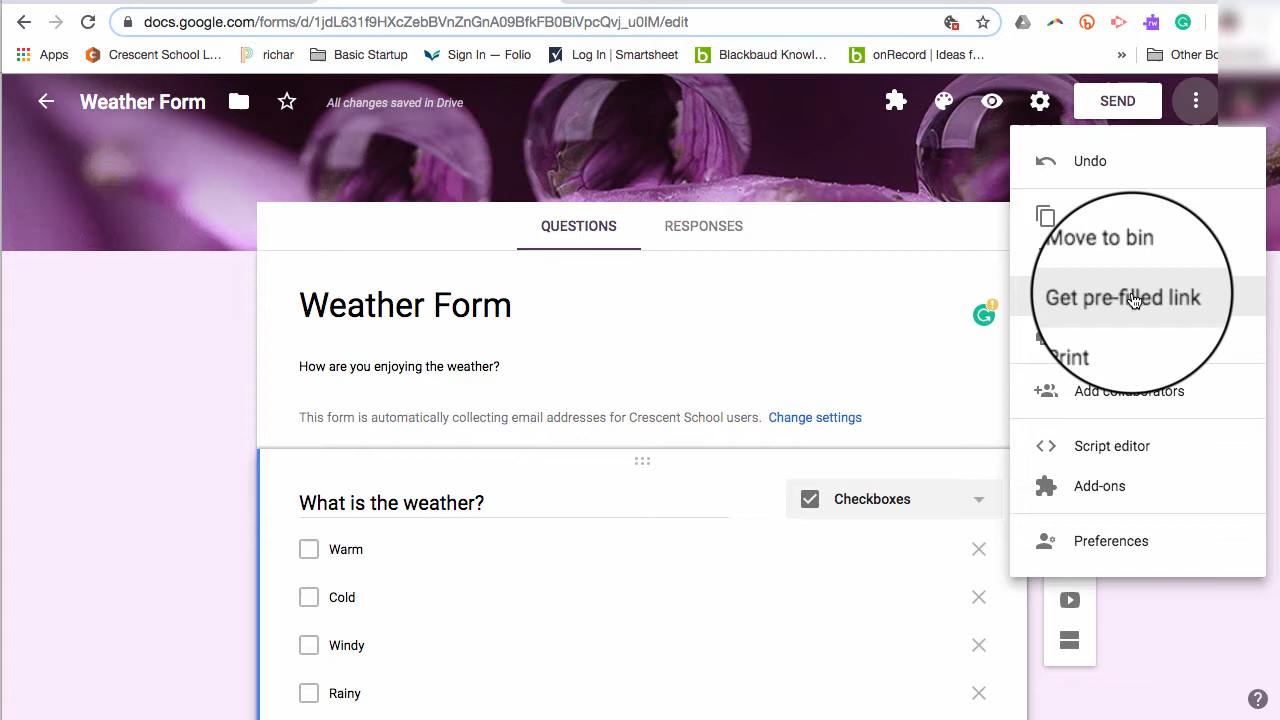 docs.google.com/forms/d/1jdL631f9HXcZebBVnZnGnA09BfkFB0BiVpcQvj_u0lM/edit
Apps
Crescent School L...
richar
Basic Startup
Sign In — Folio
Log In | Smartsheet
Blackbaud Knowl...
onRecord | Ideas f...
»
Other Bo
Weather Form
All changes saved in Drive
SEND
Undo
QUESTIONS
RESPONSES
Move to bin
Get pre-filled link
Print
Add collaborators
Script editor
Add-ons
Preferences
Weather Form
How are you enjoying the weather?
This form is automatically collecting email addresses for Crescent School users. Change settings
What is the weather?
Checkboxes
Warm
Cold
Windy
Rainy